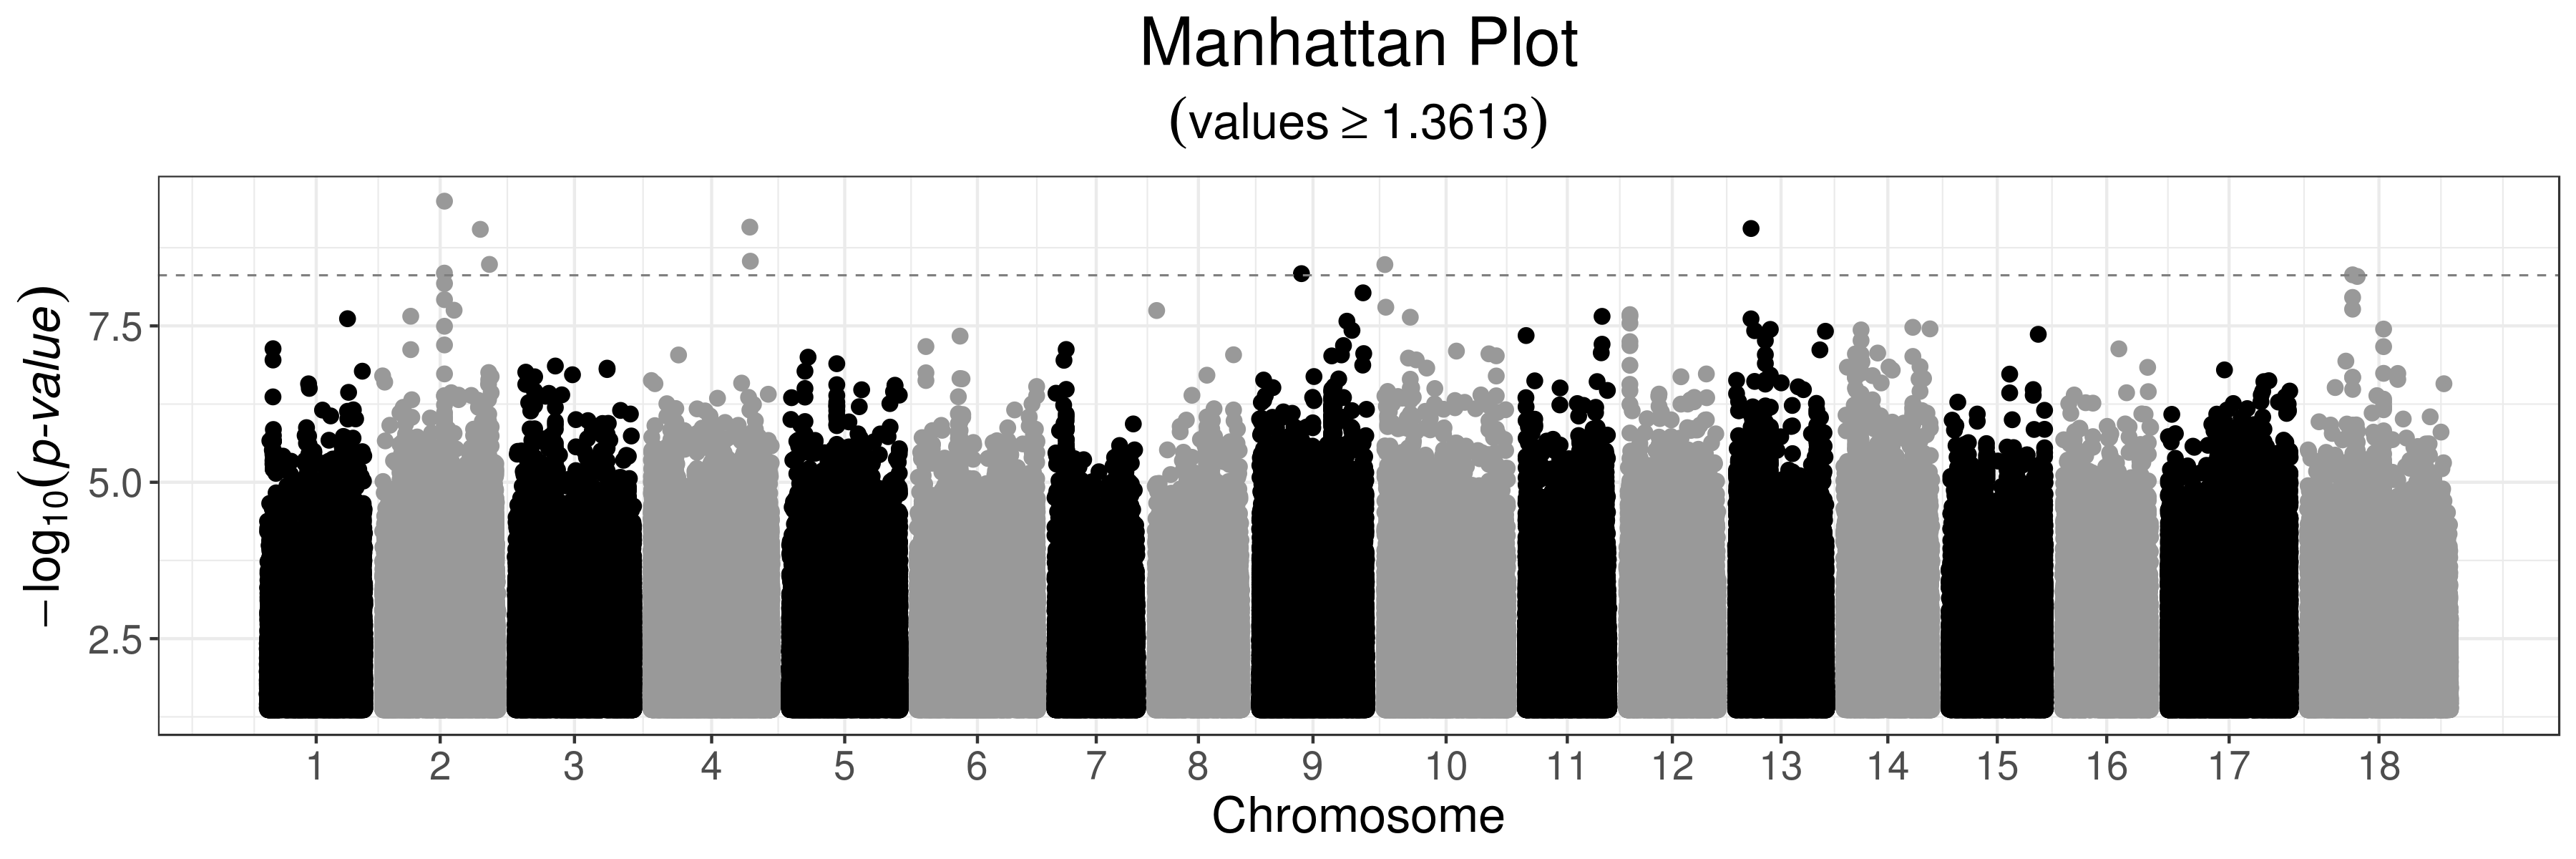 Manhattan Plot
(values ≥ 1.3613)
−log₁₀(p-value)
7.5
5.0
2.5
1 2 3 4 5 6 7 8 9 10 11 12 13 14 15 16 17 18
Chromosome